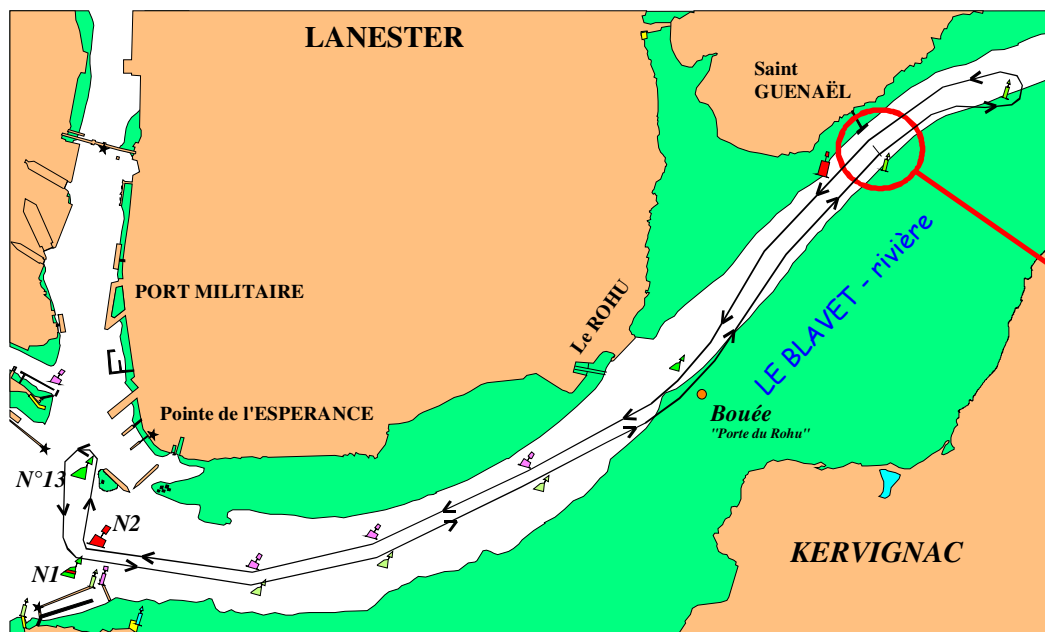 LANESTER
Saint
GUENAËL
LE BLAVET - rivière
PORT MILITAIRE
Le ROHU
Pointe de l'ESPERANCE
Bouée
"Porte du Rohu"
N°13
N2
N1
KERVIGNAC